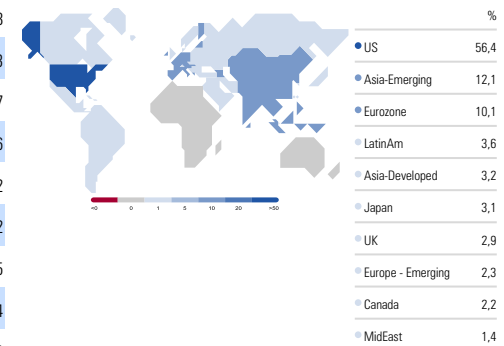 %
US 56,4
Asia-Emerging 12,1
Eurozone 10,1
LatinAm 3,6
Asia-Developed 3,2
Japan 3,1
UK 2,9
Europe - Emerging 2,3
Canada 2,2
MidEast 1,4
<0 0 1 5 10 20 >50